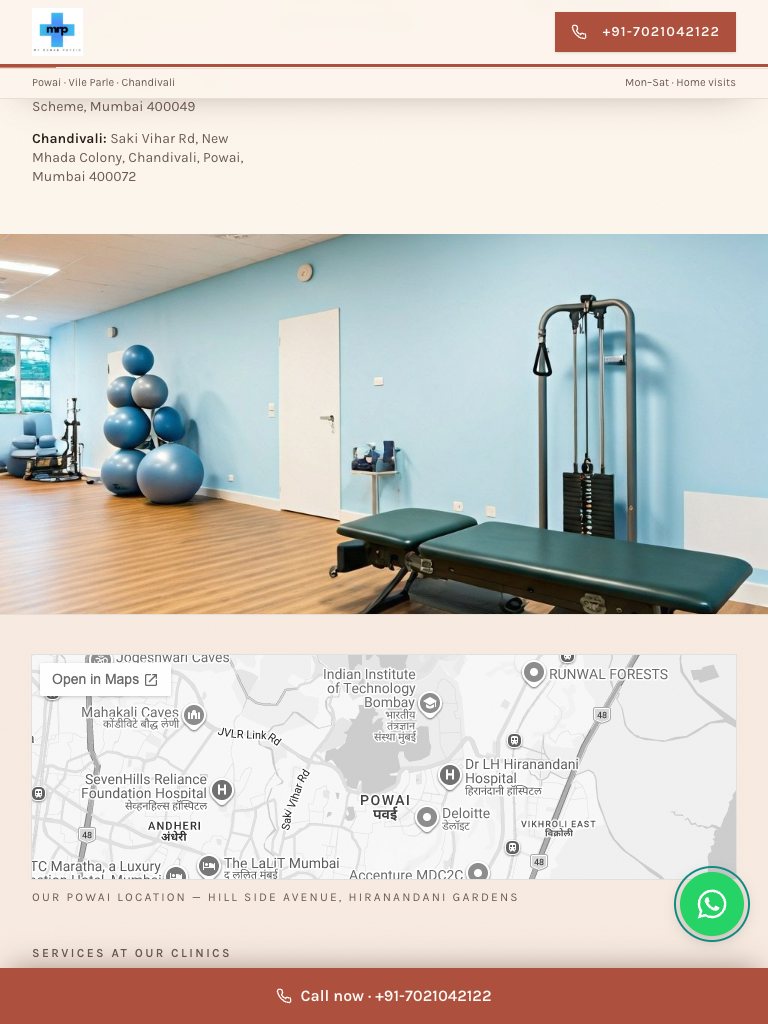 mrp
+91-7021042122
Powai · Vile Parle · Chandivali
Mon–Sat · Home visits
Scheme, Mumbai 400049
Chandivali: Saki Vihar Rd, New
Mhada Colony, Chandivali, Powai,
Mumbai 400072
Open in Maps
Jogeshwari Caves
Indian Institute
of Technology
Bombay
भारतीय
तंत्रज्ञान
संस्था मुंबई
RUNWAL FORESTS
Mahakali Caves
कोंडीविटे बौद्ध लेणी
JVLR Link Rd
48
Dr LH Hiranandani
Hospital
हिरानंदानी हॉस्पिटल
SevenHills Reliance
Foundation Hospital
सेव्हनहिल्स हॉस्पिटल
Saki Vihar Rd
POWAI
पवई
Deloitte
डेलॉइट
ANDHERI
अंधेरी
VIKHROLI EAST
विक्रोळी
48
48
TC Maratha, a Luxury
The LaLiT Mumbai
द ललित मुंबई
Accenture MDC2C
OUR POWAI LOCATION — HILL SIDE AVENUE, HIRANANDANI GARDENS
SERVICES AT OUR CLINICS
Call now · +91-7021042122